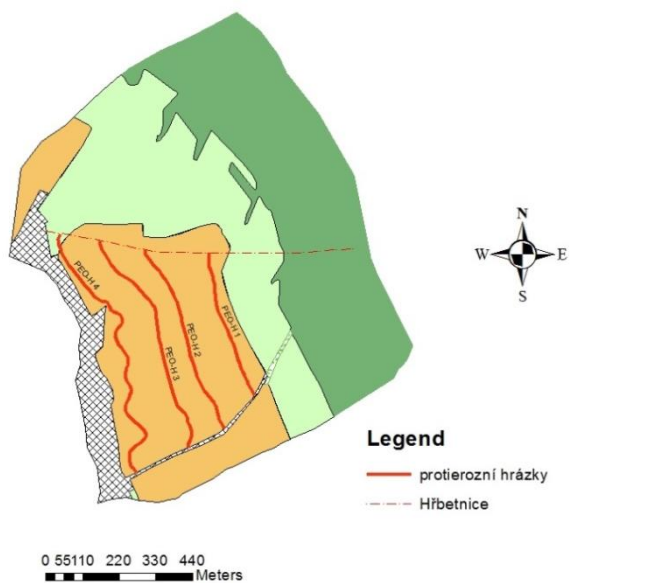 N
W E
S
PEO-H 4
PEO-H 3
PEO-H 2
PEO-H 1
Legend
protierozní hrázky
Hřbetnice
0 55110 220 330 440
Meters